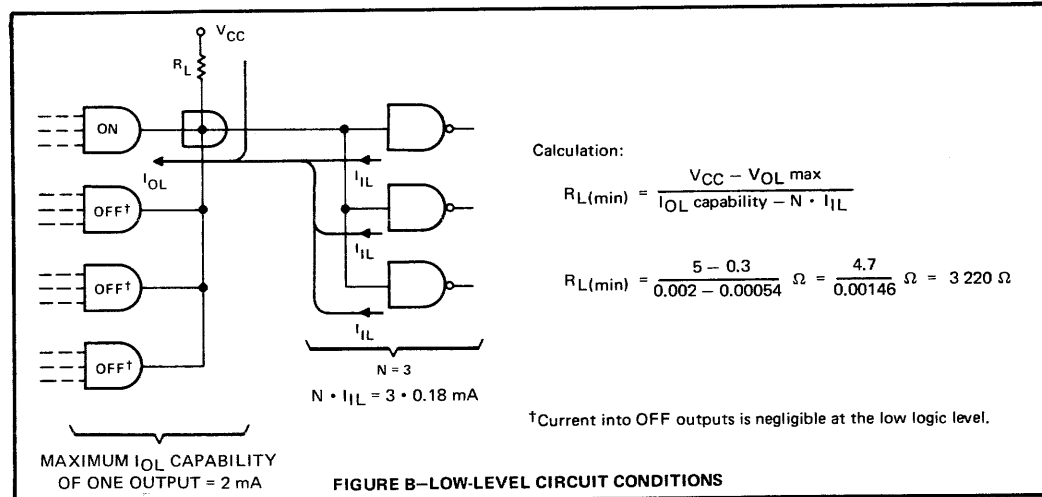 VCC
RL
ON
IOL
IIL
OFF†
IIL
OFF†
IIL
OFF†
N = 3
N • IIL = 3 • 0.18 mA
MAXIMUM IOL CAPABILITY
OF ONE OUTPUT = 2 mA
Calculation:
RL(min) = VCC – VOL max / IOL capability – N • IIL
RL(min) = 5 – 0.3 / 0.002 – 0.00054 Ω = 4.7 / 0.00146 Ω = 3 220 Ω
†Current into OFF outputs is negligible at the low logic level.
FIGURE B–LOW-LEVEL CIRCUIT CONDITIONS